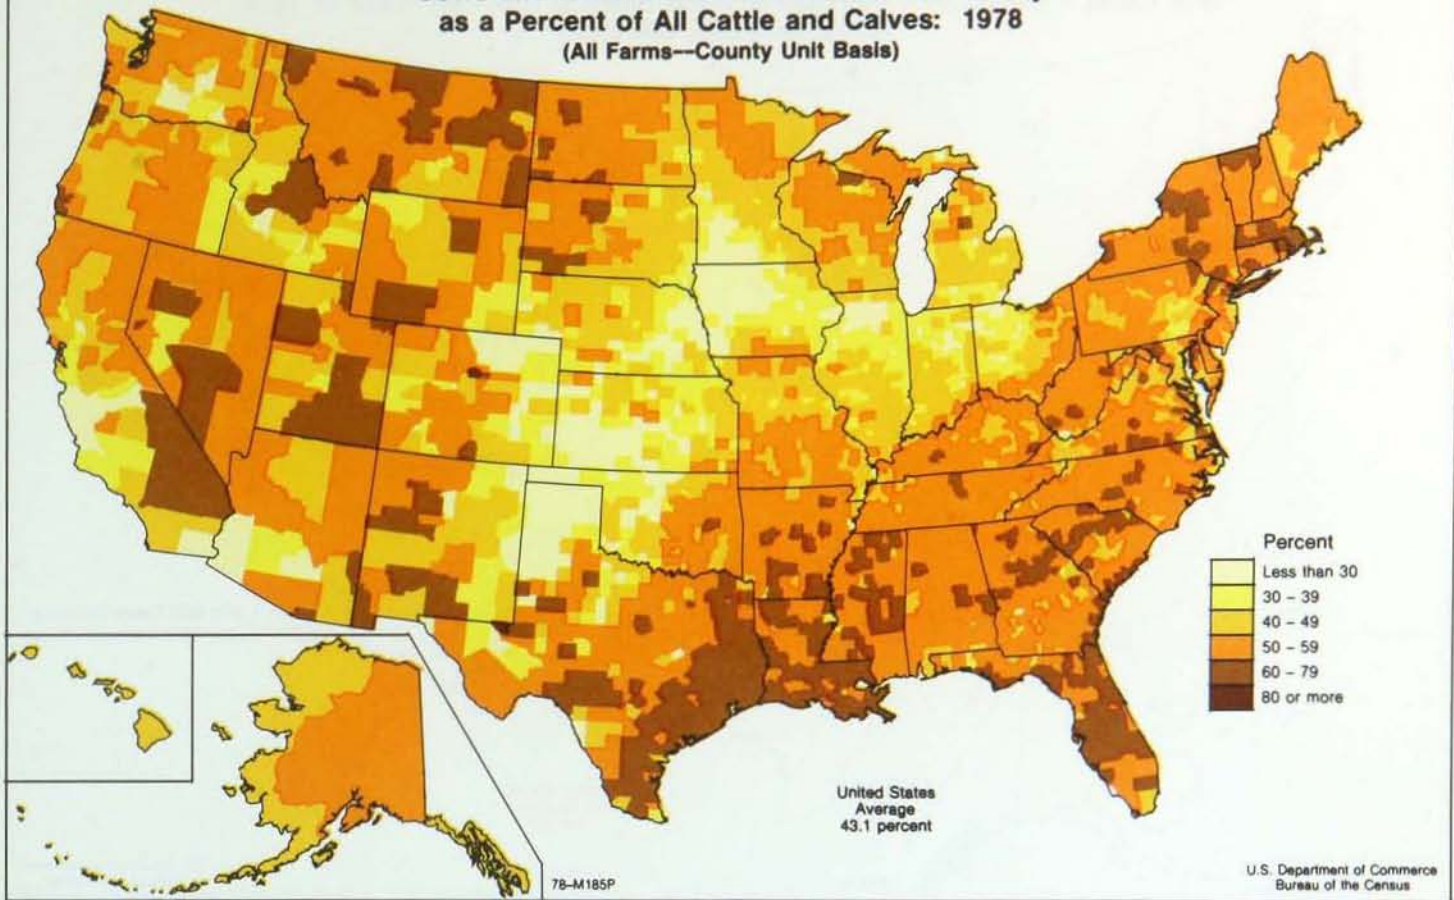 as a Percent of All Cattle and Calves: 1978
(All Farms—County Unit Basis)
Percent
Less than 30
30 – 39
40 – 49
50 – 59
60 – 79
80 or more
United States
Average
43.1 percent
78–M185P
U.S. Department of Commerce
Bureau of the Census